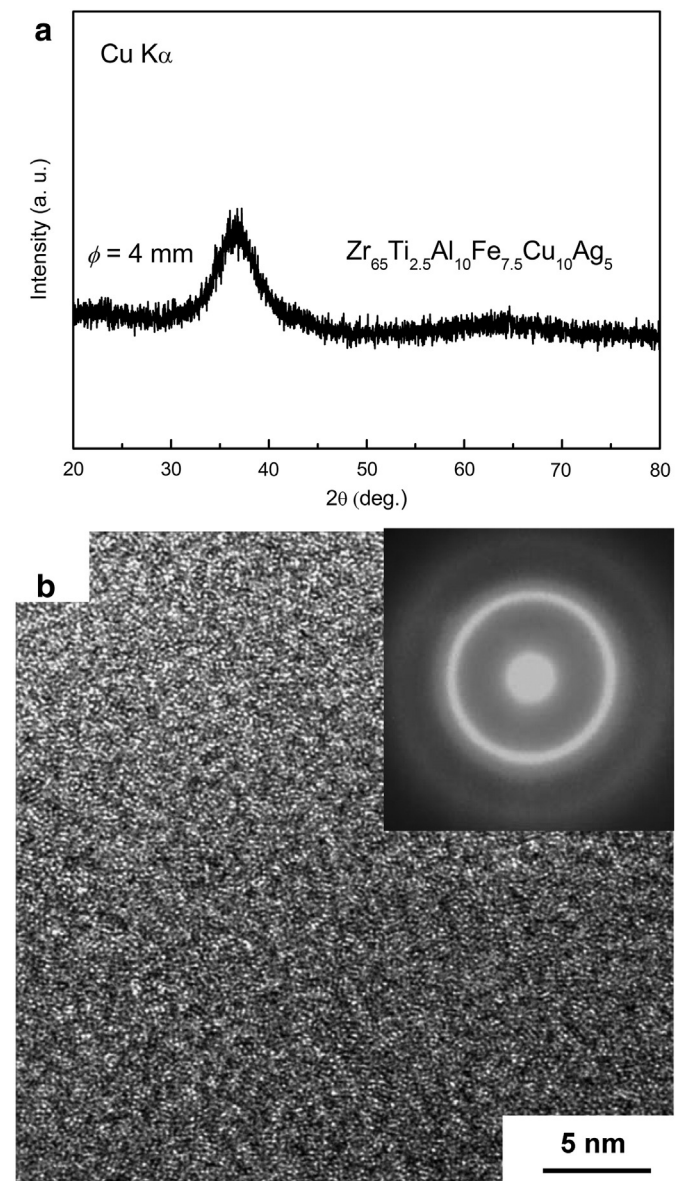 a
Cu Kα
Intensity (a. u.)
ϕ = 4 mm
Zr65Ti2.5Al10Fe7.5Cu10Ag5
20 30 40 50 60 70 80
2θ (deg.)
b
5 nm